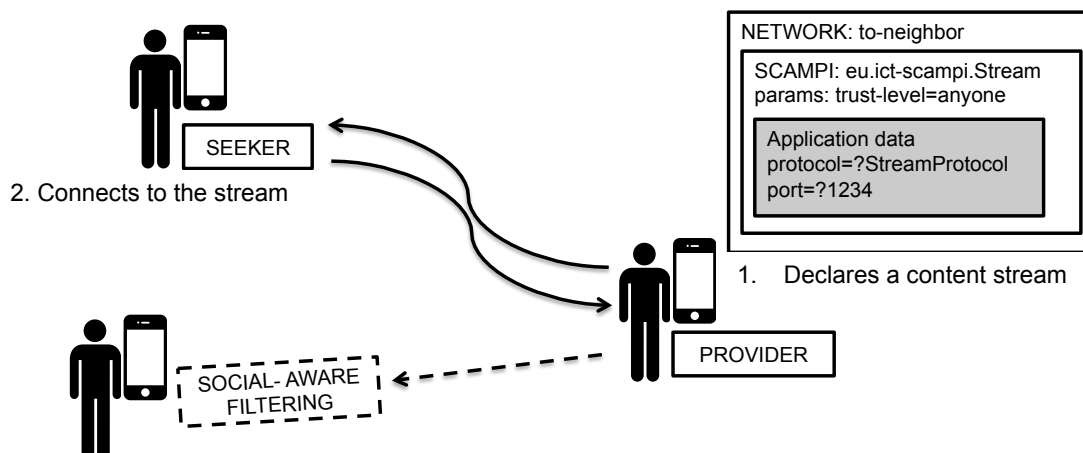 NETWORK: to-neighbor
SCAMPI: eu.ict-scampi.Stream
params: trust-level=anyone
Application data
protocol=?StreamProtocol
port=?1234
1. Declares a content stream
SEEKER
2. Connects to the stream
PROVIDER
SOCIAL- AWARE
FILTERING